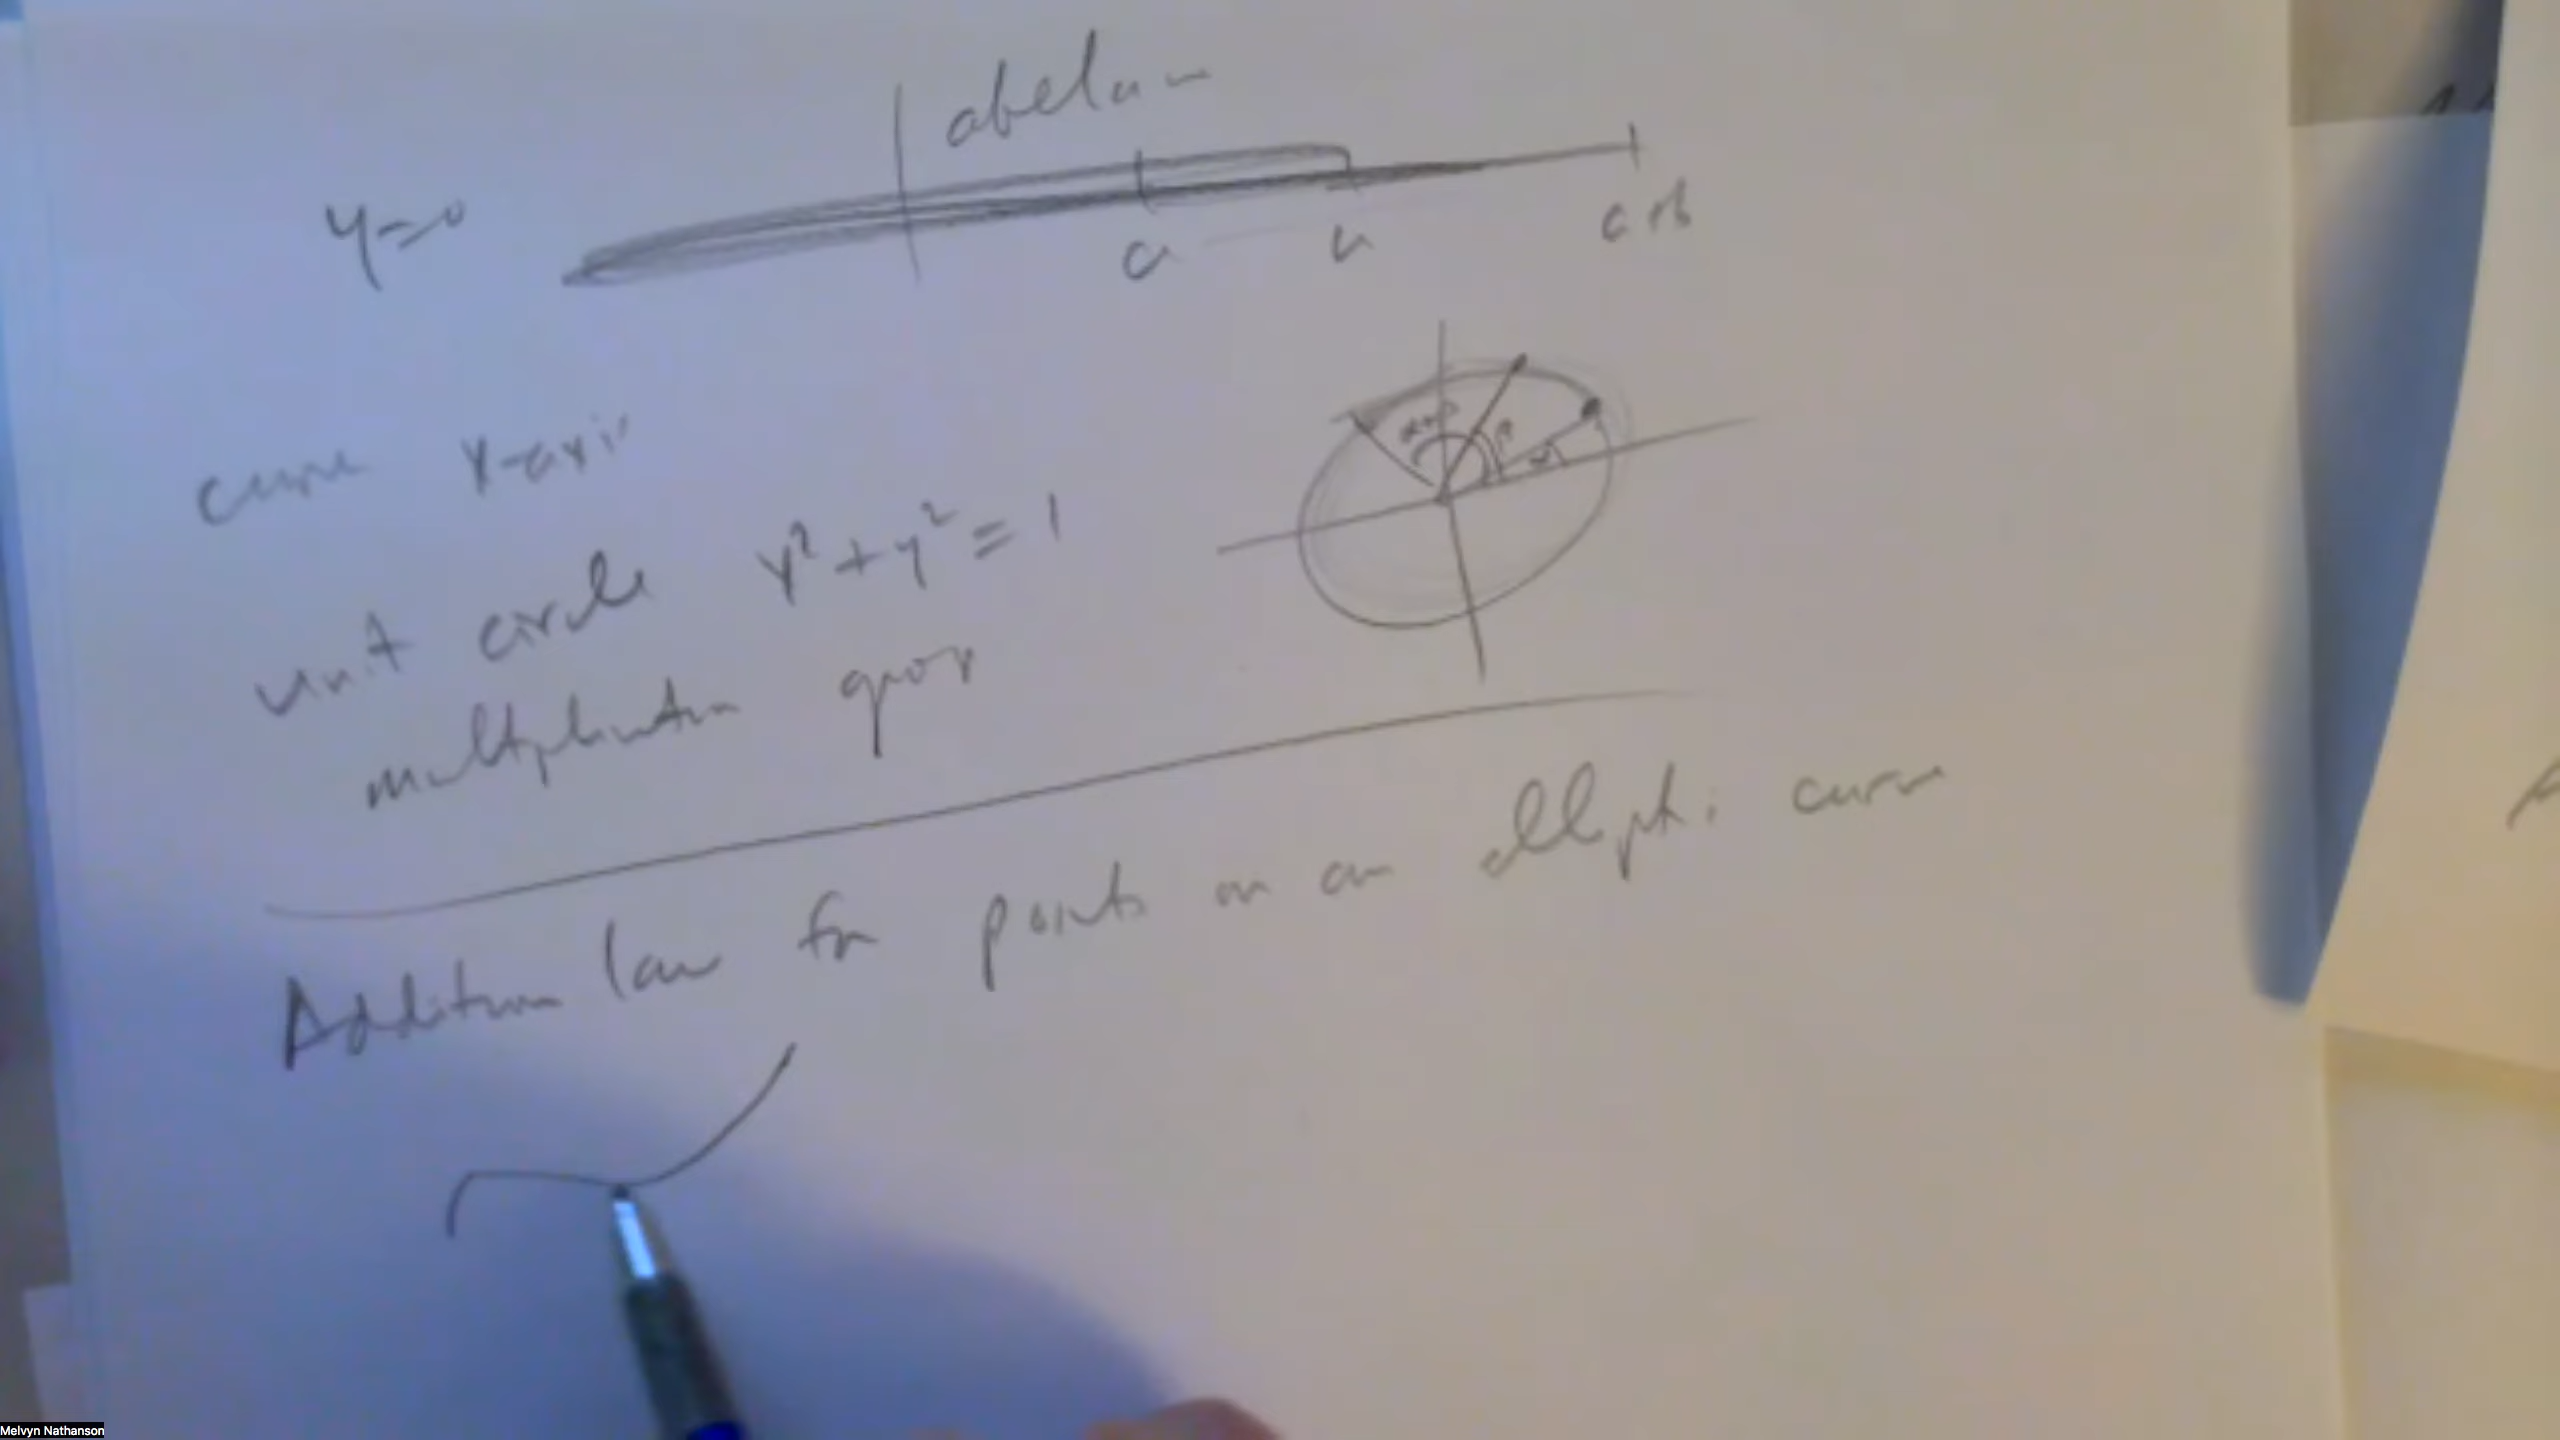 abelian
y=0
a
a+b
curve x-axis
unit circle x²+y²=1
α+β β α
multiplication group
Addition law for points on an elliptic curve
Melvyn Nathanson